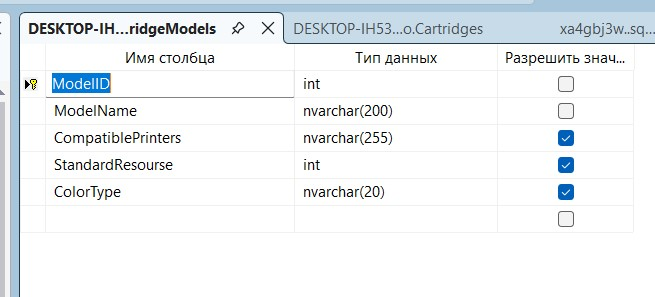 DESKTOP-IH...ridgeModels DESKTOP-IH53...o.Cartridges xa4gbj3w..sq...
Имя столбца Тип данных Разрешить знач...
ModelID int
ModelName nvarchar(200)
CompatiblePrinters nvarchar(255)
StandardResourse int
ColorType nvarchar(20)